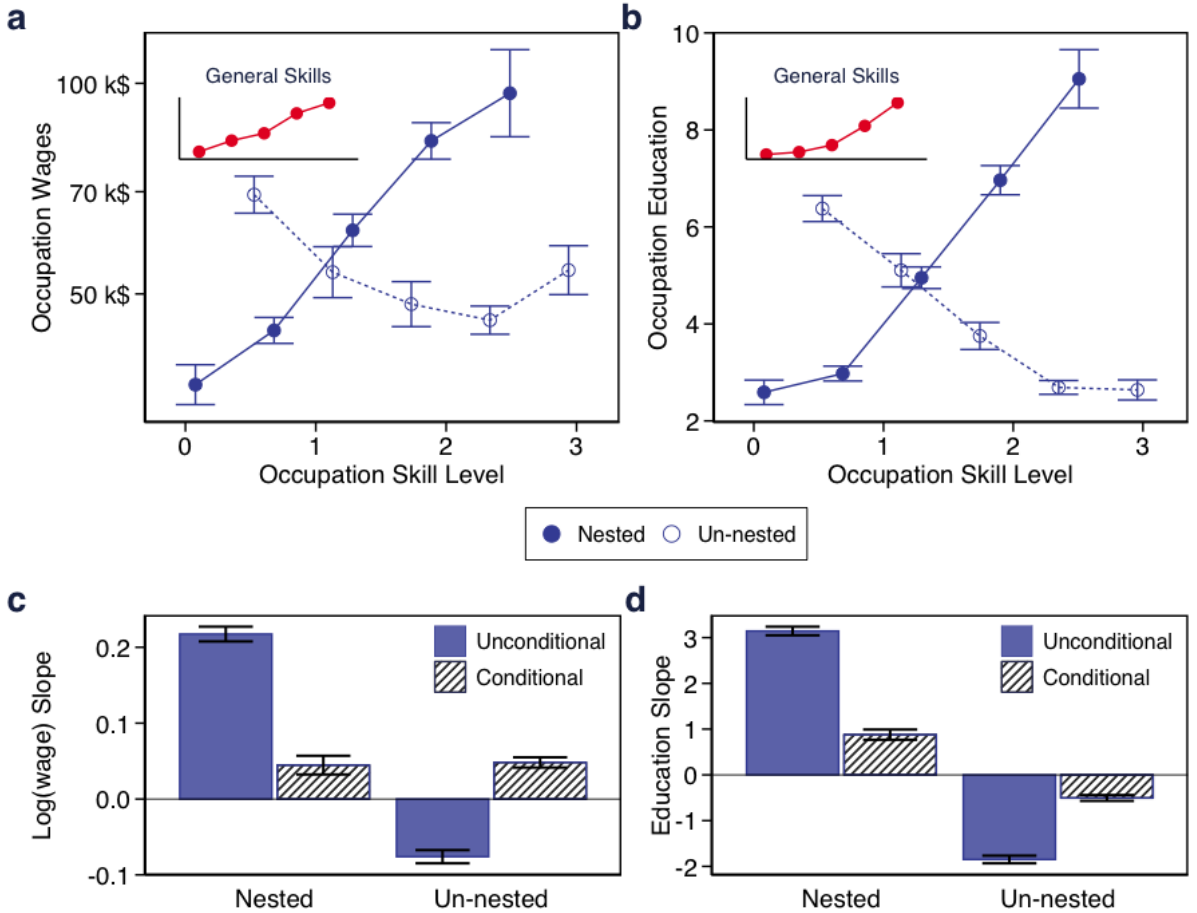 a
General Skills
100 k$
70 k$
50 k$
Occupation Wages
0 1 2 3
Occupation Skill Level
b
General Skills
10
8
6
4
2
Occupation Education
0 1 2 3
Occupation Skill Level
Nested Un-nested
c
Unconditional
Conditional
0.2
0.1
0.0
-0.1
Log(wage) Slope
Nested Un-nested
d
Unconditional
Conditional
3
2
1
0
-1
-2
Education Slope
Nested Un-nested